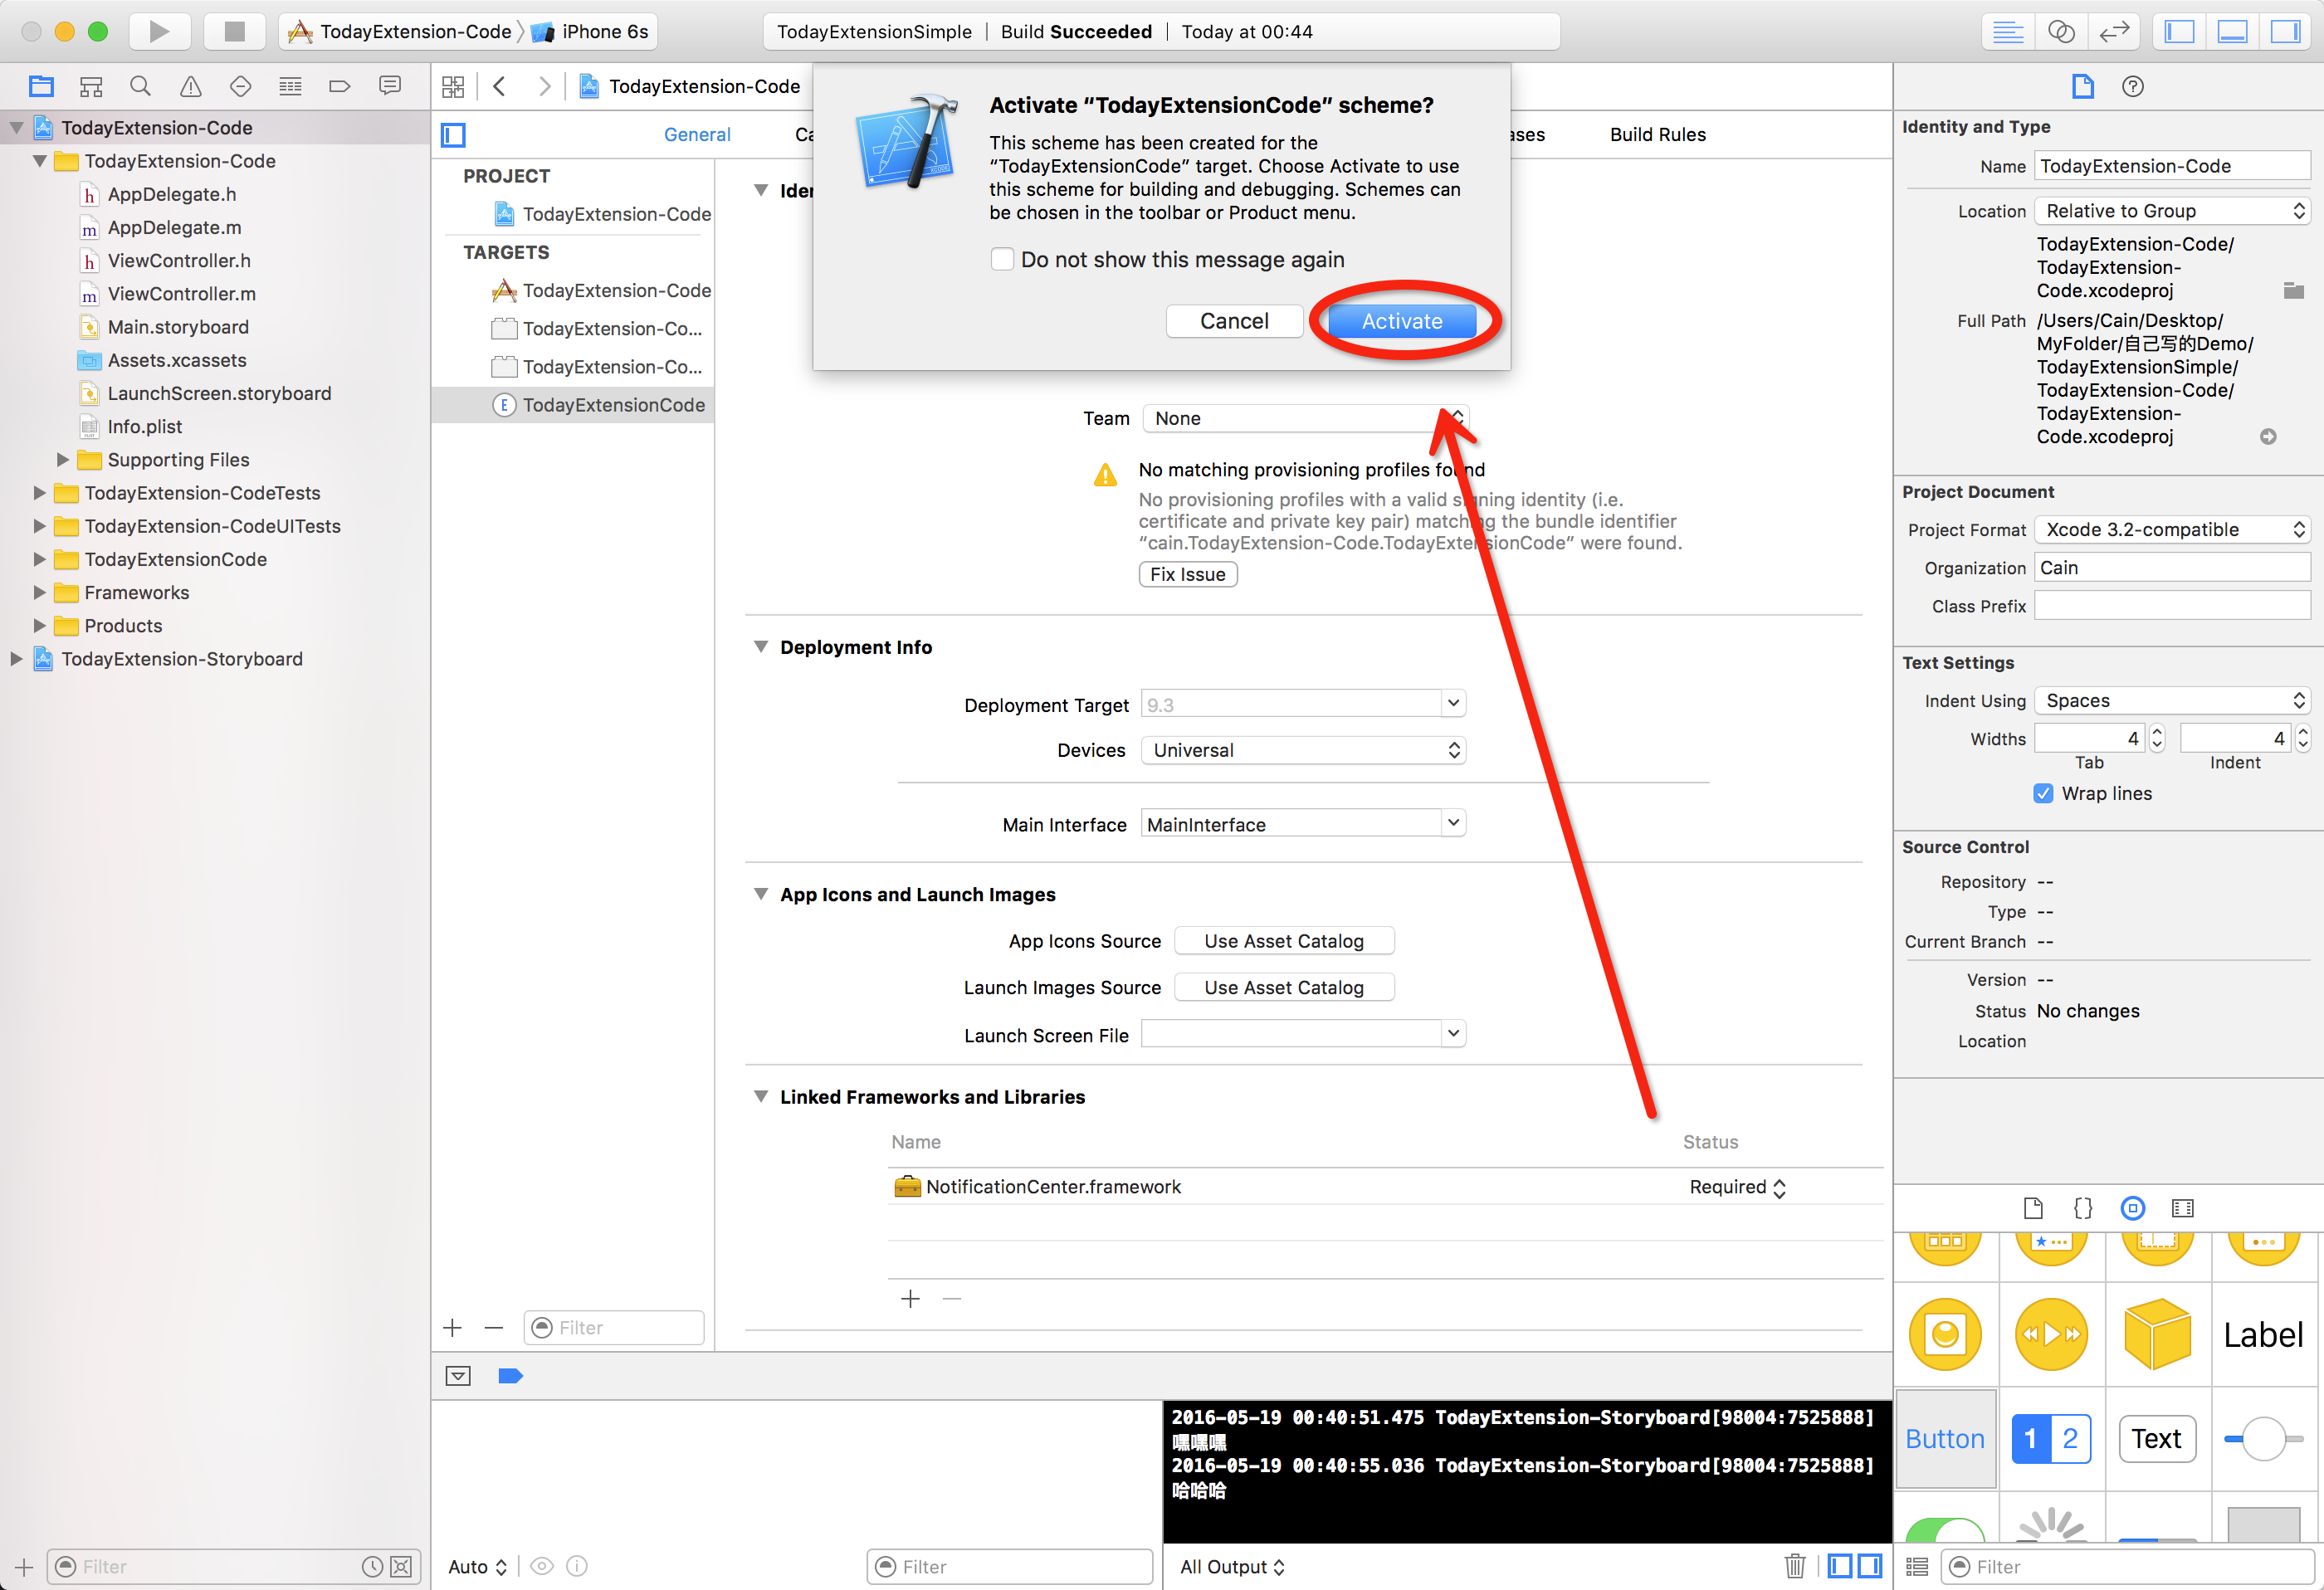 TodayExtension-Code
iPhone 6s
TodayExtensionSimple
Build Succeeded
Today at 00:44
TodayExtension-Code
TodayExtension-Code
h AppDelegate.h
m AppDelegate.m
h ViewController.h
m ViewController.m
Main.storyboard
Assets.xcassets
LaunchScreen.storyboard
Info.plist
Supporting Files
TodayExtension-CodeTests
TodayExtension-CodeUITests
TodayExtensionCode
Frameworks
Products
TodayExtension-Storyboard
Filter
TodayExtension-Code
General
Ca
ases
Build Rules
PROJECT
TodayExtension-Code
TARGETS
TodayExtension-Code
TodayExtension-Co...
TodayExtension-Co...
E TodayExtensionCode
Filter
Activate “TodayExtensionCode” scheme?
This scheme has been created for the
“TodayExtensionCode” target. Choose Activate to use
this scheme for building and debugging. Schemes can
be chosen in the toolbar or Product menu.
Do not show this message again
Cancel
Activate
Iden
Team None
No matching provisioning profiles found
No provisioning profiles with a valid signing identity (i.e.
certificate and private key pair) matching the bundle identifier
“cain.TodayExtension-Code.TodayExtensionCode” were found.
Fix Issue
Deployment Info
Deployment Target 9.3
Devices Universal
Main Interface MainInterface
App Icons and Launch Images
App Icons Source Use Asset Catalog
Launch Images Source Use Asset Catalog
Launch Screen File
Linked Frameworks and Libraries
Name Status
NotificationCenter.framework Required
2016-05-19 00:40:51.475 TodayExtension-Storyboard[98004:7525888]
嘿嘿嘿
2016-05-19 00:40:55.036 TodayExtension-Storyboard[98004:7525888]
哈哈哈
Auto
Filter
All Output
Identity and Type
Name TodayExtension-Code
Location Relative to Group
TodayExtension-Code/
TodayExtension-
Code.xcodeproj
Full Path /Users/Cain/Desktop/
MyFolder/自己写的Demo/
TodayExtensionSimple/
TodayExtension-Code/
TodayExtension-
Code.xcodeproj
Project Document
Project Format Xcode 3.2-compatible
Organization Cain
Class Prefix
Text Settings
Indent Using Spaces
Widths 4 4
Tab Indent
Wrap lines
Source Control
Repository --
Type --
Current Branch --
Version --
Status No changes
Location
Label
Button
1 2
Text
Filter